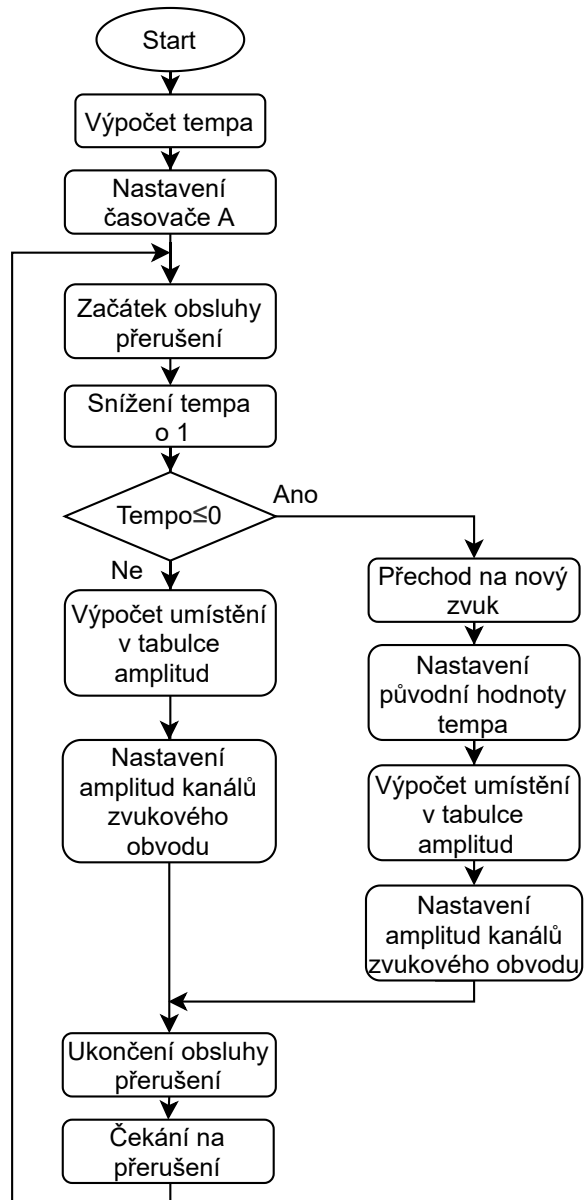 Start
Výpočet tempa
Nastavení
časovače A
Začátek obsluhy
přerušení
Snížení tempa
o 1
Tempo≤0
Ano
Ne
Výpočet umístění
v tabulce
amplitud
Nastavení
amplitud kanálů
zvukového
obvodu
Přechod na nový
zvuk
Nastavení
původní hodnoty
tempa
Výpočet umístění
v tabulce
amplitud
Nastavení
amplitud kanálů
zvukového obvodu
Ukončení obsluhy
přerušení
Čekání na
přerušení